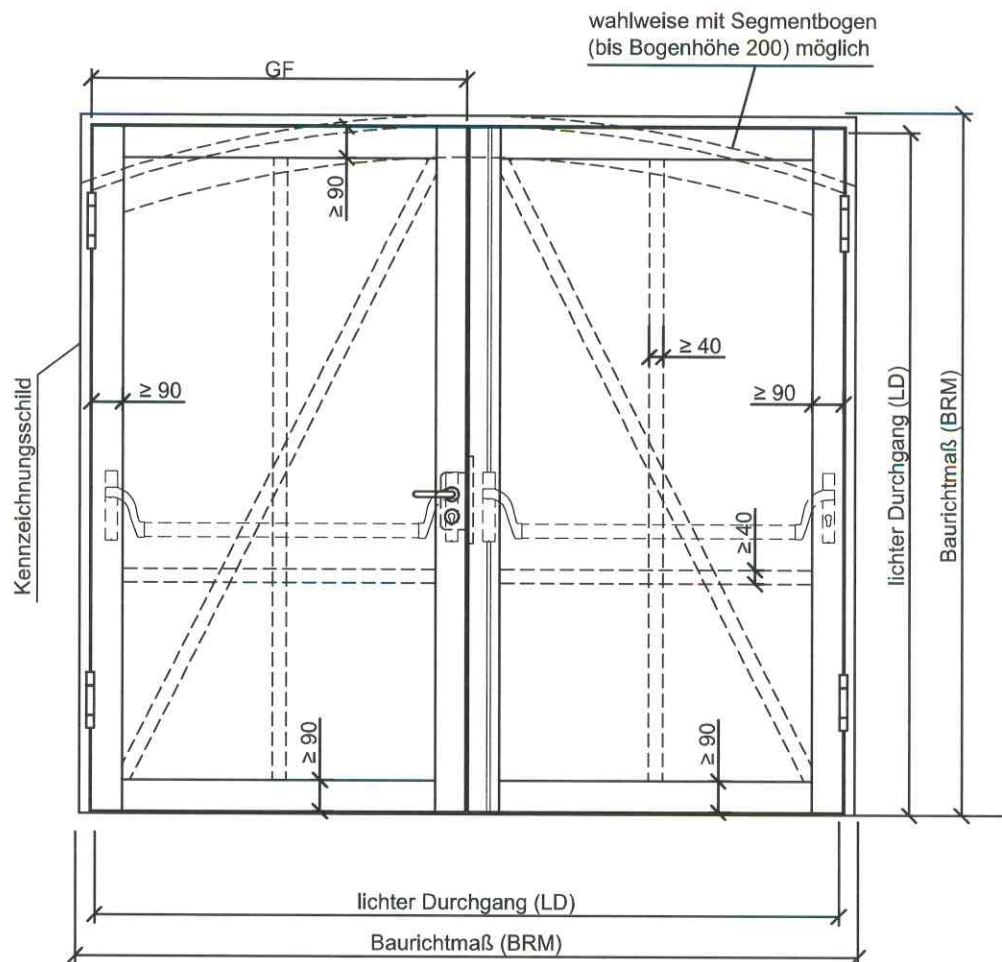 wahlweise mit Segmentbogen
(bis Bogenhöhe 200) möglich
GF
≥ 90
Kennzeichnungsschild
≥ 90
≥ 40
≥ 90
lichter Durchgang (LD)
Baurichtmaß (BRM)
≥ 40
≥ 90
≥ 90
lichter Durchgang (LD)
Baurichtmaß (BRM)